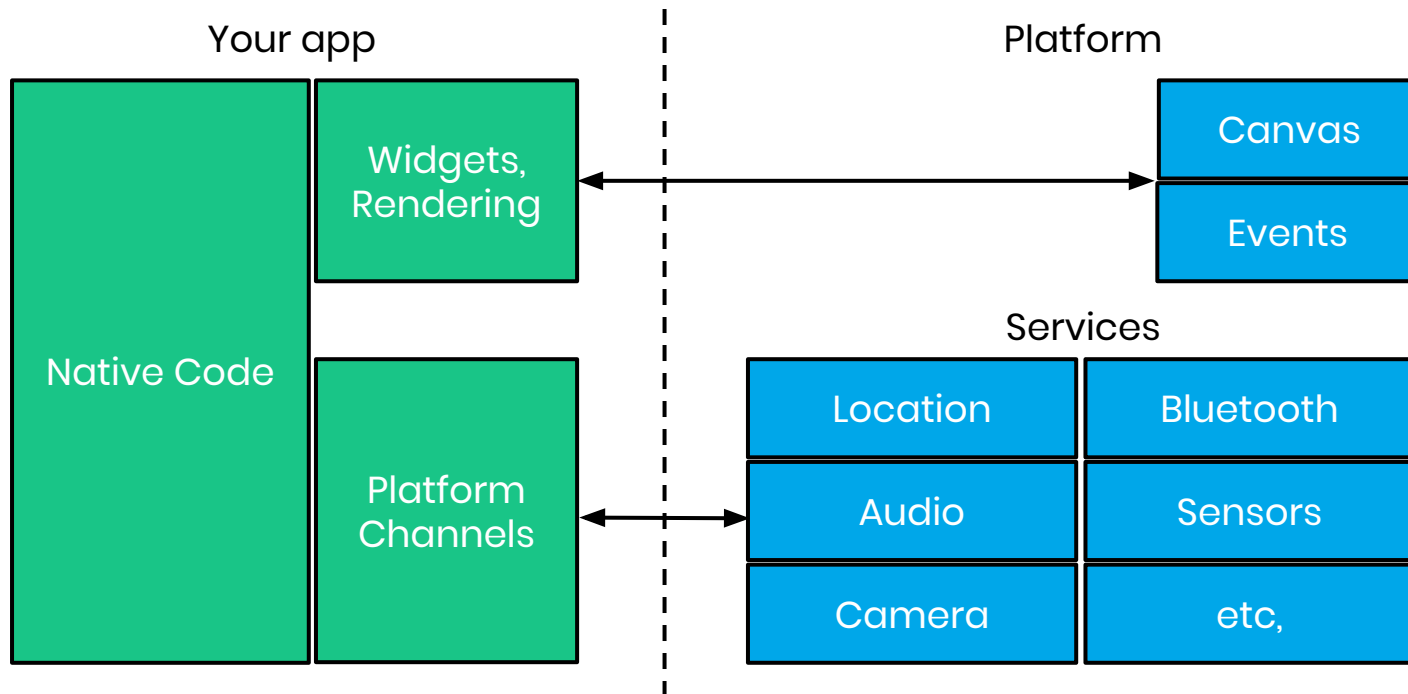 Your app
Platform
Native Code
Widgets,
Rendering
Canvas
Events
Services
Platform
Channels
Location
Bluetooth
Audio
Sensors
Camera
etc,